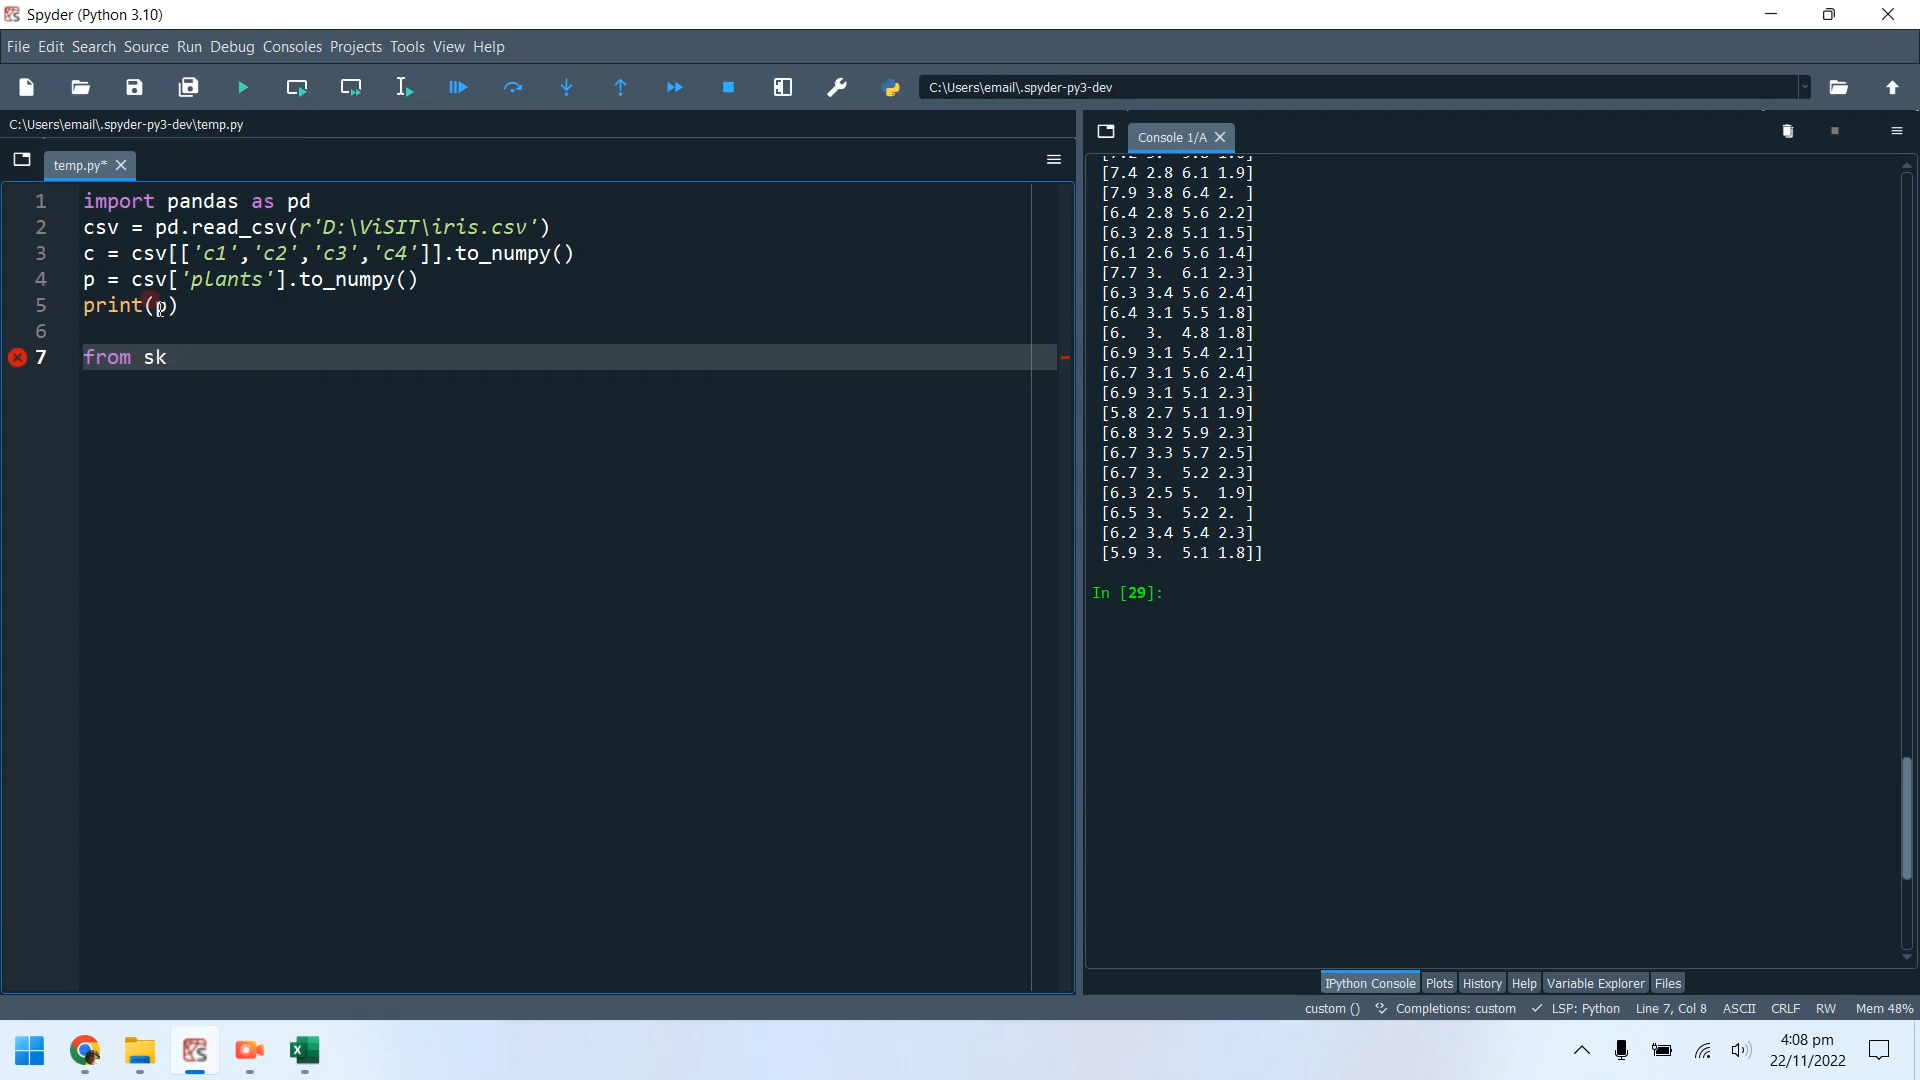 Spyder (Python 3.10)
File Edit Search Source Run Debug Consoles Projects Tools View Help
C:\Users\email\.spyder-py3-dev
C:\Users\email\.spyder-py3-dev\temp.py
temp.py*
1 import pandas as pd
2 csv = pd.read_csv(r'D:\ViSIT\iris.csv')
3 c = csv[['c1','c2','c3','c4']].to_numpy()
4 p = csv['plants'].to_numpy()
5 print(p)
6
7 from sk
Console 1/A
[7.4 2.8 6.1 1.9]
[7.9 3.8 6.4 2. ]
[6.4 2.8 5.6 2.2]
[6.3 2.8 5.1 1.5]
[6.1 2.6 5.6 1.4]
[7.7 3.  6.1 2.3]
[6.3 3.4 5.6 2.4]
[6.4 3.1 5.5 1.8]
[6.  3.  4.8 1.8]
[6.9 3.1 5.4 2.1]
[6.7 3.1 5.6 2.4]
[6.9 3.1 5.1 2.3]
[5.8 2.7 5.1 1.9]
[6.8 3.2 5.9 2.3]
[6.7 3.3 5.7 2.5]
[6.7 3.  5.2 2.3]
[6.3 2.5 5.  1.9]
[6.5 3.  5.2 2. ]
[6.2 3.4 5.4 2.3]
[5.9 3.  5.1 1.8]]
In [29]:
IPython Console Plots History Help Variable Explorer Files
custom () Completions: custom LSP: Python Line 7, Col 8 ASCII CRLF RW Mem 48%
4:08 pm
22/11/2022